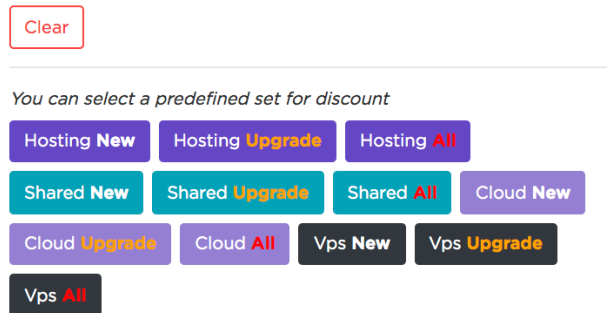 Clear
You can select a predefined set for discount
Hosting New Hosting Upgrade Hosting All
Shared New Shared Upgrade Shared All Cloud New
Cloud Upgrade Cloud All Vps New Vps Upgrade
Vps All